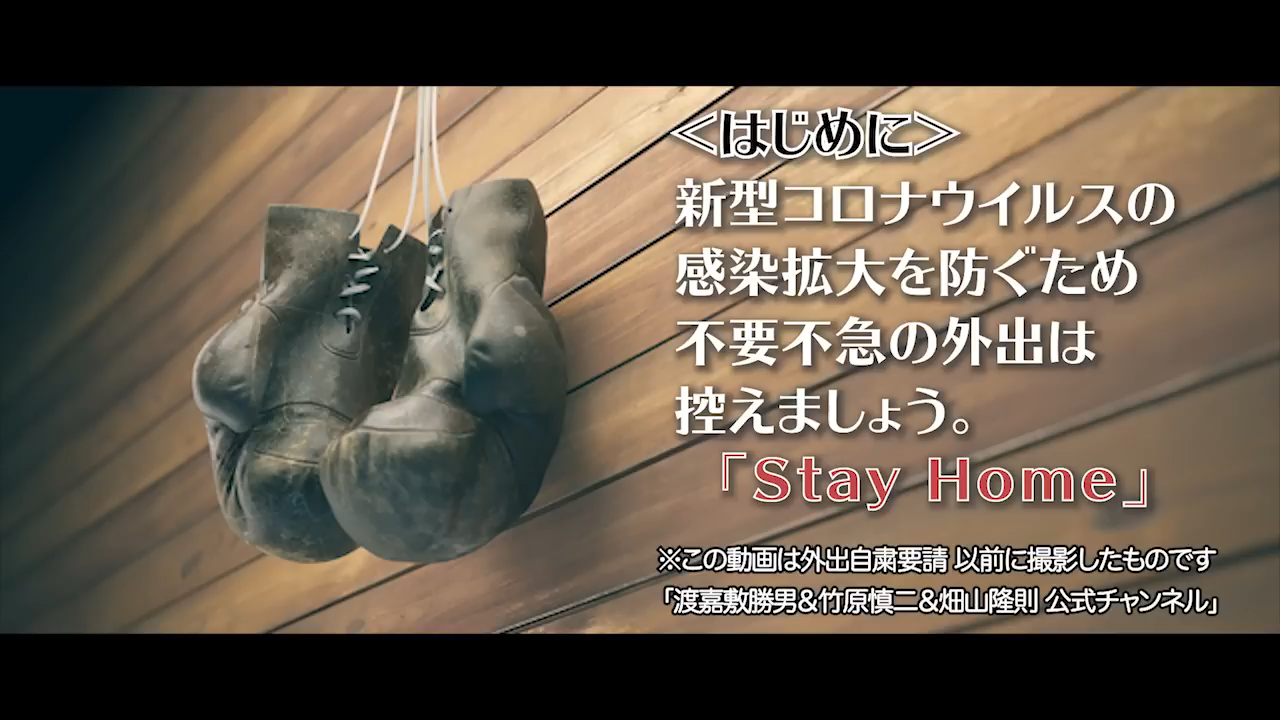 ＜はじめに＞
新型コロナウイルスの
感染拡大を防ぐため
不要不急の外出は
控えましょう。
「Stay Home」
※この動画は外出自粛要請 以前に撮影したものです
「渡嘉敷勝男&竹原慎二&畑山隆則 公式チャンネル」